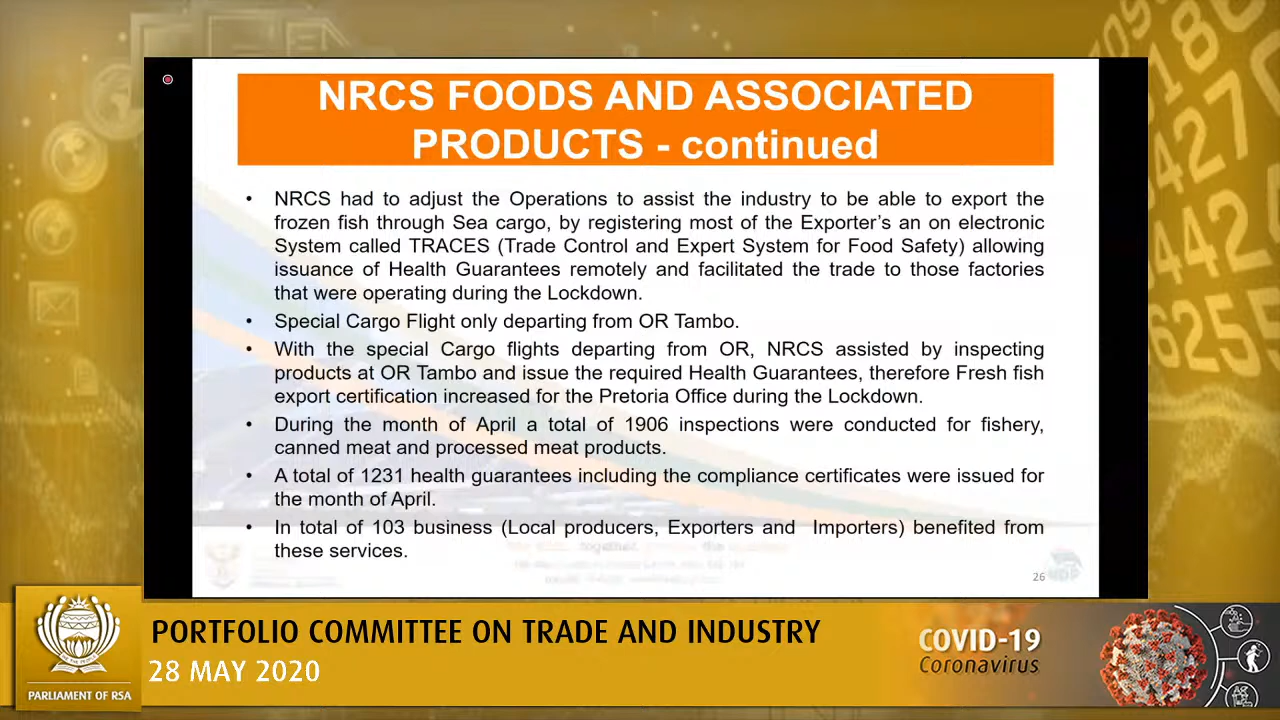 NRCS FOODS AND ASSOCIATED
PRODUCTS - continued
• NRCS had to adjust the Operations to assist the industry to be able to export the
frozen fish through Sea cargo, by registering most of the Exporter's an on electronic
System called TRACES (Trade Control and Expert System for Food Safety) allowing
issuance of Health Guarantees remotely and facilitated the trade to those factories
that were operating during the Lockdown.
• Special Cargo Flight only departing from OR Tambo.
• With the special Cargo flights departing from OR, NRCS assisted by inspecting
products at OR Tambo and issue the required Health Guarantees, therefore Fresh fish
export certification increased for the Pretoria Office during the Lockdown.
• During the month of April a total of 1906 inspections were conducted for fishery,
canned meat and processed meat products.
• A total of 1231 health guarantees including the compliance certificates were issued for
the month of April.
• In total of 103 business (Local producers, Exporters and Importers) benefited from
these services.
26
PORTFOLIO COMMITTEE ON TRADE AND INDUSTRY
28 MAY 2020
PARLIAMENT OF RSA
COVID-19
Coronavirus